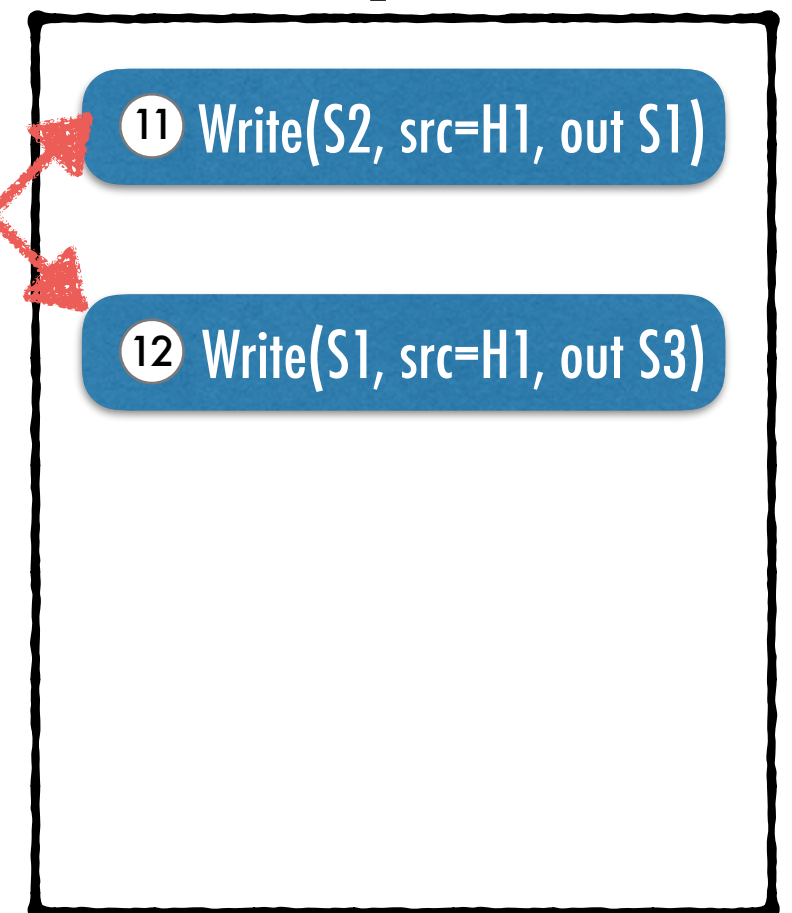 11 Write(S2, src=H1, out S1)
12 Write(S1, src=H1, out S3)